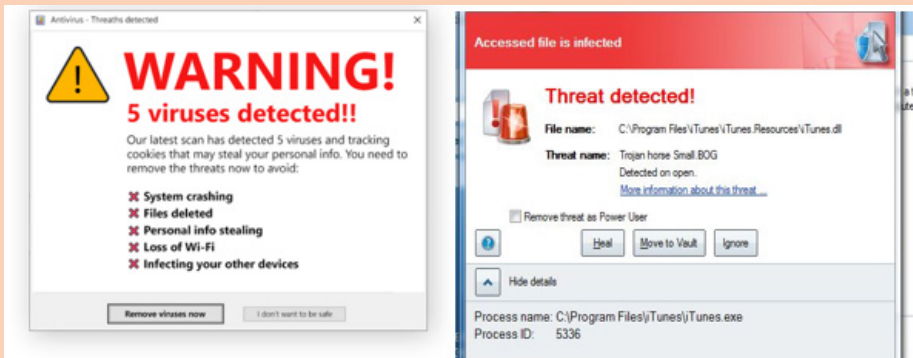 Antivirus - Threaths detected
WARNING!
5 viruses detected!!
Our latest scan has detected 5 viruses and tracking
cookies that may steal your personal info. You need to
remove the threats now to avoid:
System crashing
Files deleted
Personal info stealing
Loss of Wi-Fi
Infecting your other devices
Remove viruses now
I don't want to be safe
Accessed file is infected
Threat detected!
File name: C:\Program Files\iTunes\iTunes.Resources\iTunes.dll
Threat name: Trojan horse Small.BOG
Detected on open.
More information about this threat ...
Remove threat as Power User
Heal
Move to Vault
Ignore
Hide details
Process name: C:\Program Files\iTunes\iTunes.exe
Process ID: 5336